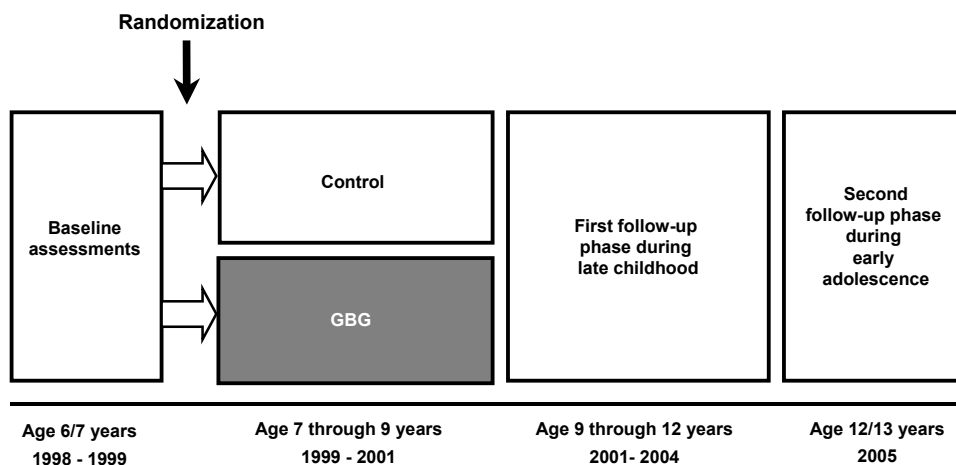 Randomization
Baseline
assessments
Control
GBG
First follow-up
phase during
late childhood
Second
follow-up phase
during
early
adolescence
Age 6/7 years
1998 - 1999
Age 7 through 9 years
1999 - 2001
Age 9 through 12 years
2001- 2004
Age 12/13 years
2005